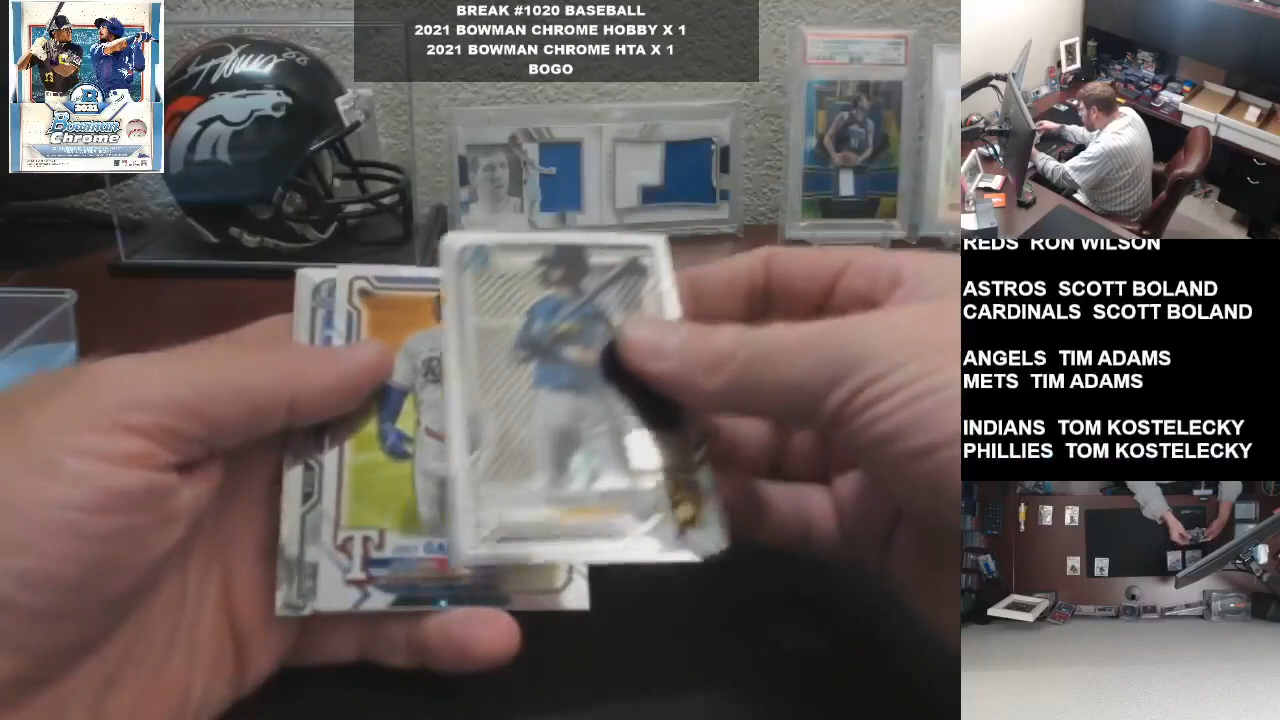 BREAK #1020 BASEBALL
2021 BOWMAN CHROME HOBBY X 1
2021 BOWMAN CHROME HTA X 1
BOGO
Bowman
Chrome
REDS RON WILSON
ASTROS SCOTT BOLAND
CARDINALS SCOTT BOLAND
ANGELS TIM ADAMS
METS TIM ADAMS
INDIANS TOM KOSTELECKY
PHILLIES TOM KOSTELECKY